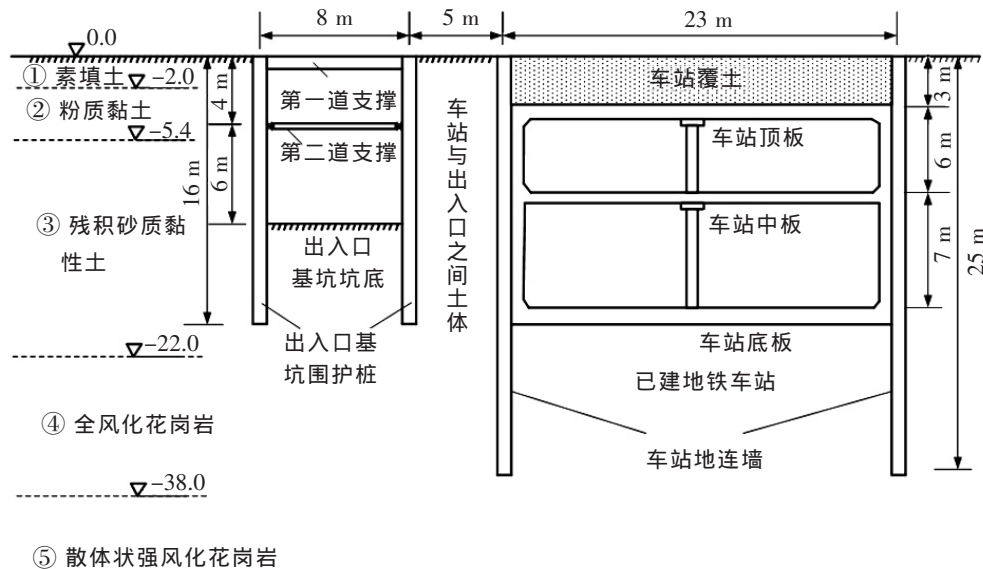 8 m
5 m
23 m
0.0
① 素填土
-2.0
② 粉质黏土
-5.4
③ 残积砂质黏
性土
-22.0
④ 全风化花岗岩
-38.0
⑤ 散体状强风化花岗岩
16 m
4 m
6 m
第一道支撑
第二道支撑
出入口
基坑坑底
出入口基
坑围护桩
车站与出入口之间土体
车站覆土
车站顶板
车站中板
车站底板
已建地铁车站
车站地连墙
3 m
6 m
7 m
25 m